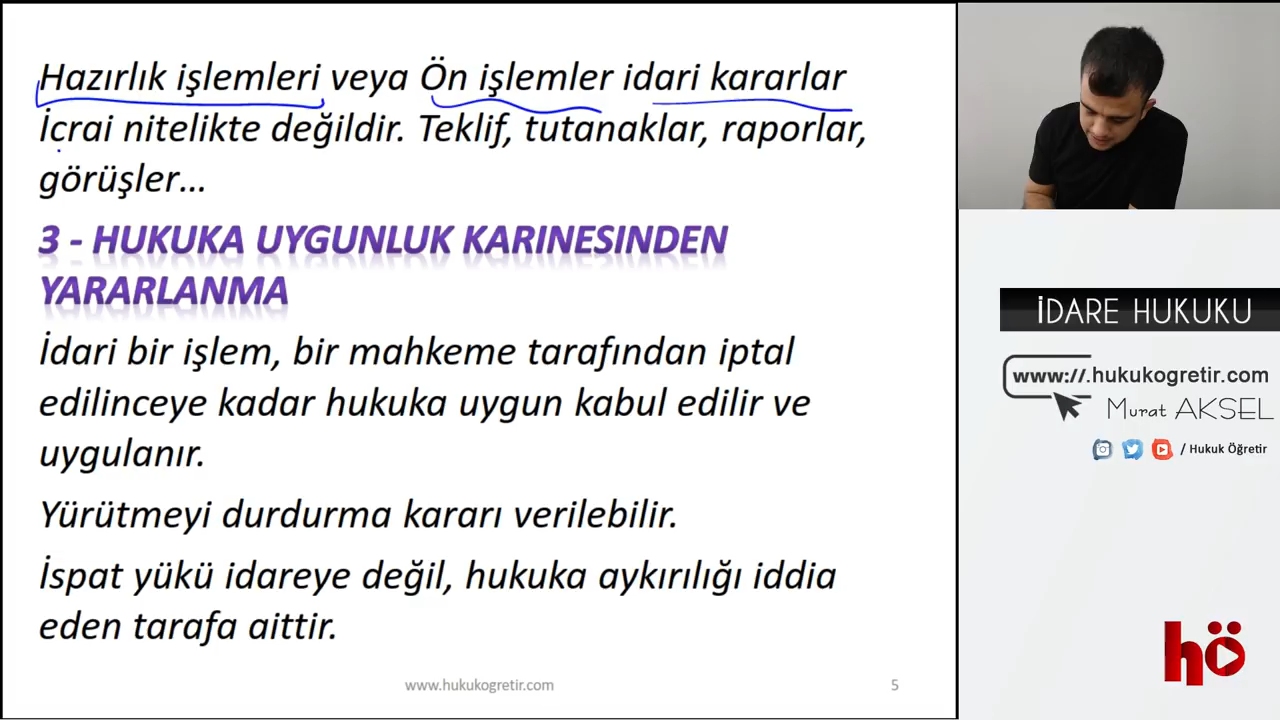 Hazırlık işlemleri veya Ön işlemler idari kararlar
İcrai nitelikte değildir. Teklif, tutanaklar, raporlar,
görüşler...
3 - HUKUKA UYGUNLUK KARINESINDEN
YARARLANMA
İdari bir işlem, bir mahkeme tarafından iptal
edilinceye kadar hukuka uygun kabul edilir ve
uygulanır.
Yürütmeyi durdurma kararı verilebilir.
İspat yükü idareye değil, hukuka aykırılığı iddia
eden tarafa aittir.
www.hukukogretir.com
5
İDARE HUKUKU
www://.hukukogretir.com
Murat AKSEL
/ Hukuk Öğretir
hö